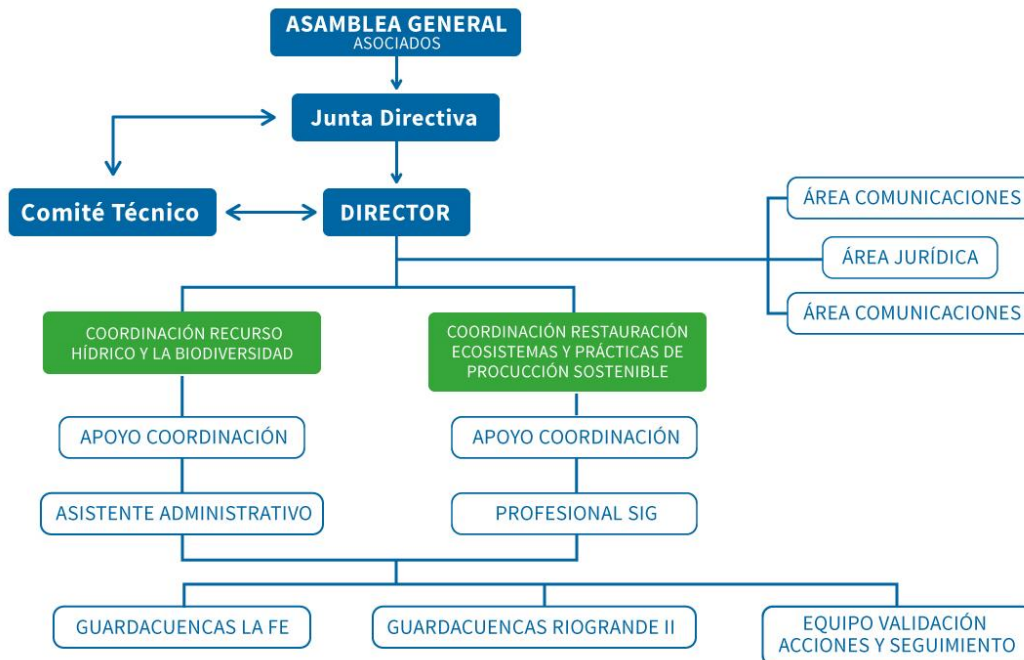 ASAMBLEA GENERAL
ASOCIADOS
Junta Directiva
Comité Técnico
DIRECTOR
ÁREA COMUNICACIONES
ÁREA JURÍDICA
ÁREA COMUNICACIONES
COORDINACIÓN RECURSO
HÍDRICO Y LA BIODIVERSIDAD
COORDINACIÓN RESTAURACIÓN
ECOSISTEMAS Y PRÁCTICAS DE
PROCUCCIÓN SOSTENIBLE
APOYO COORDINACIÓN
APOYO COORDINACIÓN
ASISTENTE ADMINISTRATIVO
PROFESIONAL SIG
GUARDACUENCAS LA FE
GUARDACUENCAS RIOGRANDE II
EQUIPO VALIDACIÓN
ACCIONES Y SEGUIMIENTO